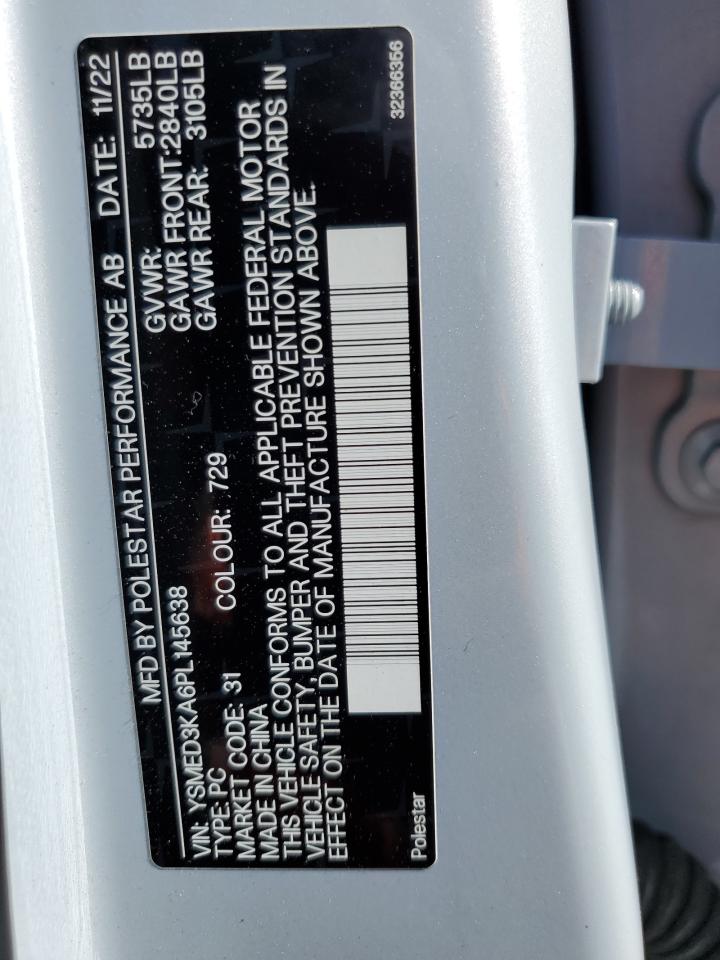 MFD BY POLESTAR PERFORMANCE AB DATE: 11/22
GVWR: 5735LB
GAWR FRONT:2840LB
GAWR REAR: 3105LB
VIN: YSMED3KA6PL145638
TYPE: PC
MARKET CODE: 31 COLOUR: 729
MADE IN CHINA
THIS VEHICLE CONFORMS TO ALL APPLICABLE FEDERAL MOTOR
VEHICLE SAFETY, BUMPER AND THEFT PREVENTION STANDARDS IN
EFFECT ON THE DATE OF MANUFACTURE SHOWN ABOVE.
Polestar 32366356